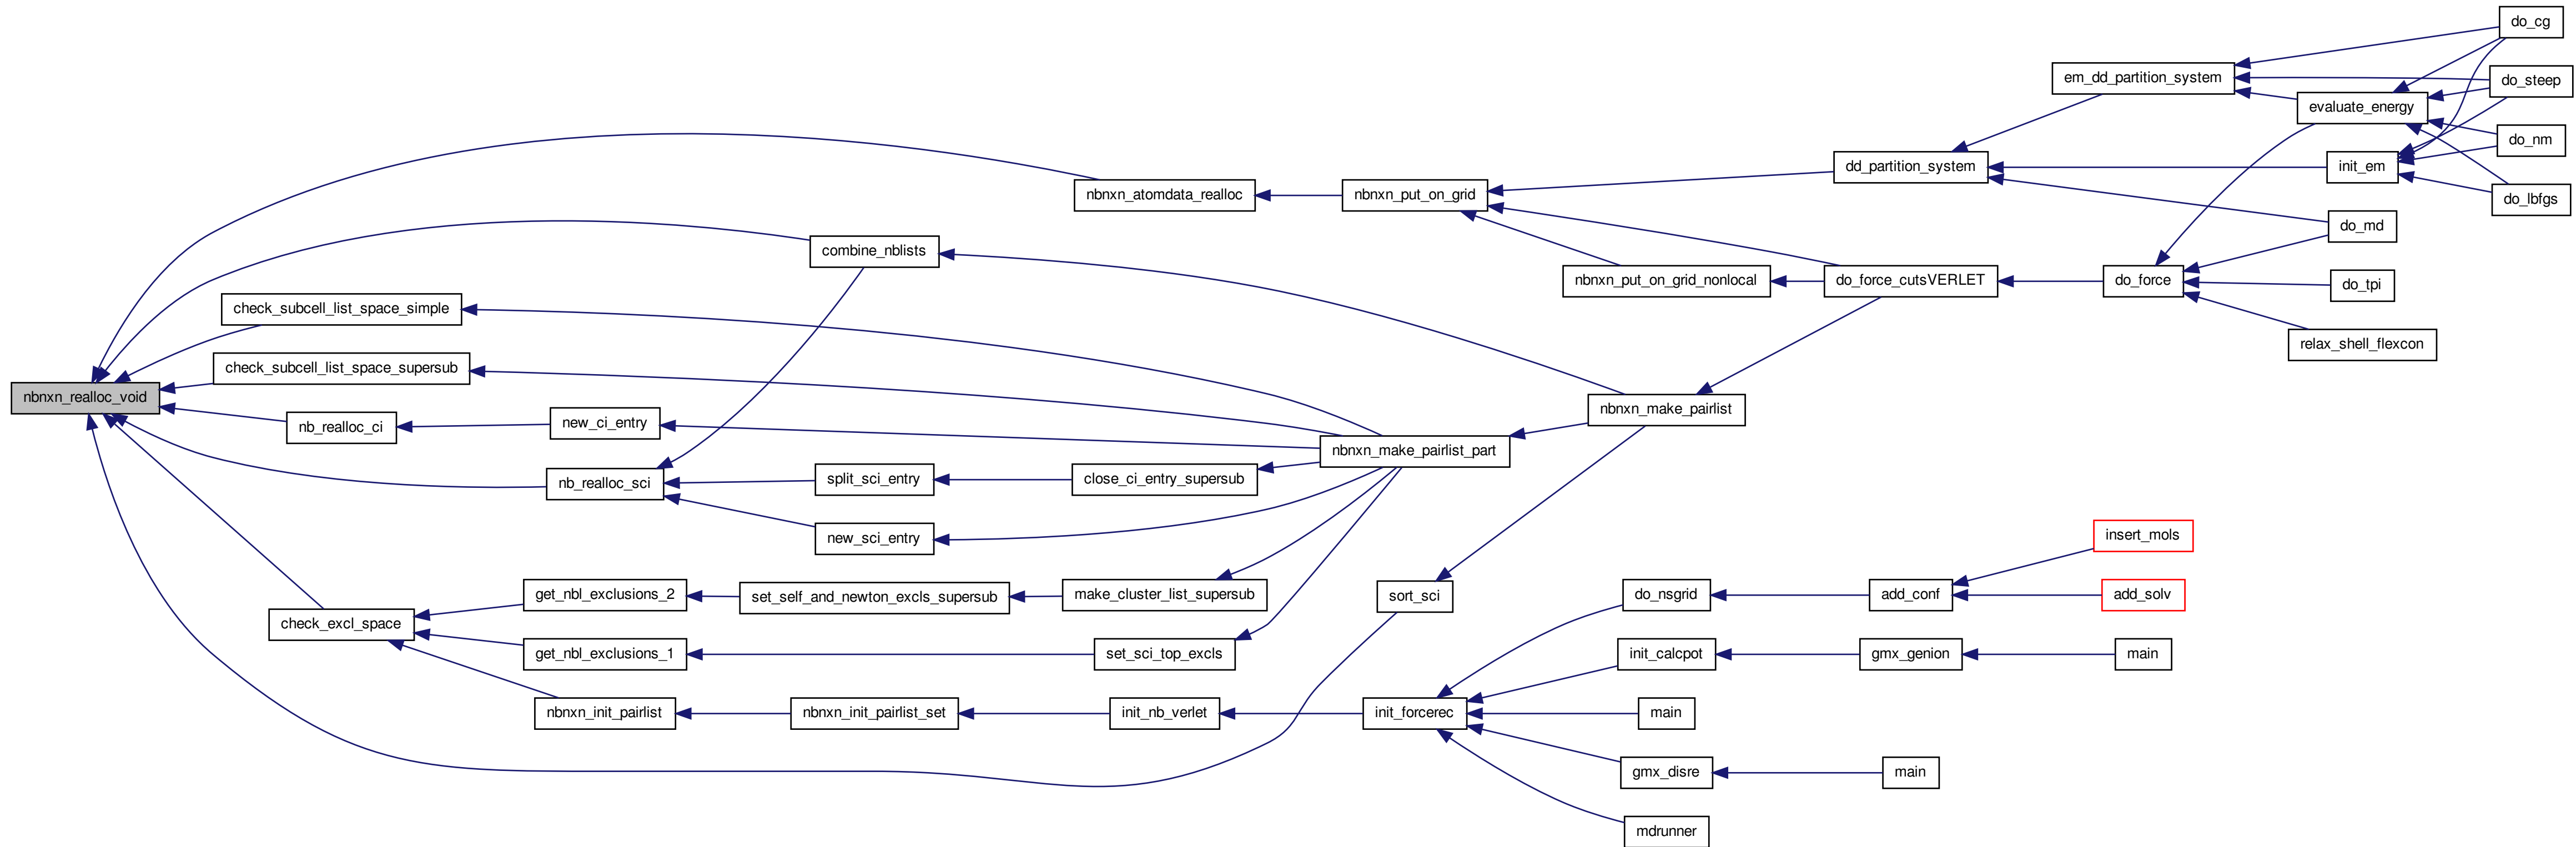 do_cg
em_dd_partition_system
do_steep
evaluate_energy
do_nm
dd_partition_system
init_em
nbnxn_atomdata_realloc
nbnxn_put_on_grid
do_lbfgs
do_md
combine_nblists
nbnxn_put_on_grid_nonlocal
do_force_cutsVERLET
do_force
do_tpi
check_subcell_list_space_simple
relax_shell_flexcon
check_subcell_list_space_supersub
nbnxn_realloc_void
nbnxn_make_pairlist
nb_realloc_ci
new_ci_entry
nbnxn_make_pairlist_part
nb_realloc_sci
split_sci_entry
close_ci_entry_supersub
new_sci_entry
insert_mols
get_nbl_exclusions_2
set_self_and_newton_excls_supersub
make_cluster_list_supersub
sort_sci
do_nsgrid
add_conf
add_solv
check_excl_space
get_nbl_exclusions_1
set_sci_top_excls
init_calcpot
gmx_genion
main
nbnxn_init_pairlist
nbnxn_init_pairlist_set
init_nb_verlet
init_forcerec
main
gmx_disre
main
mdrunner